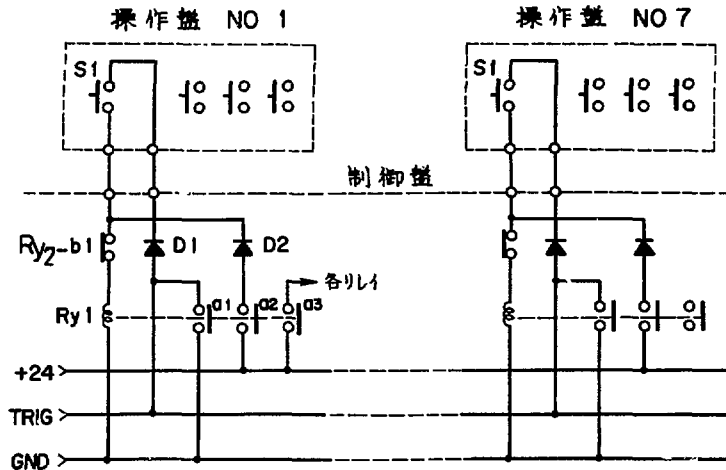 操作盤 NO 1
操作盤 NO 7
S1
S1
制御盤
Ry2-b1
D1
D2
各リレイ
Ry1
a1
a2
a3
+24
TRIG
GND